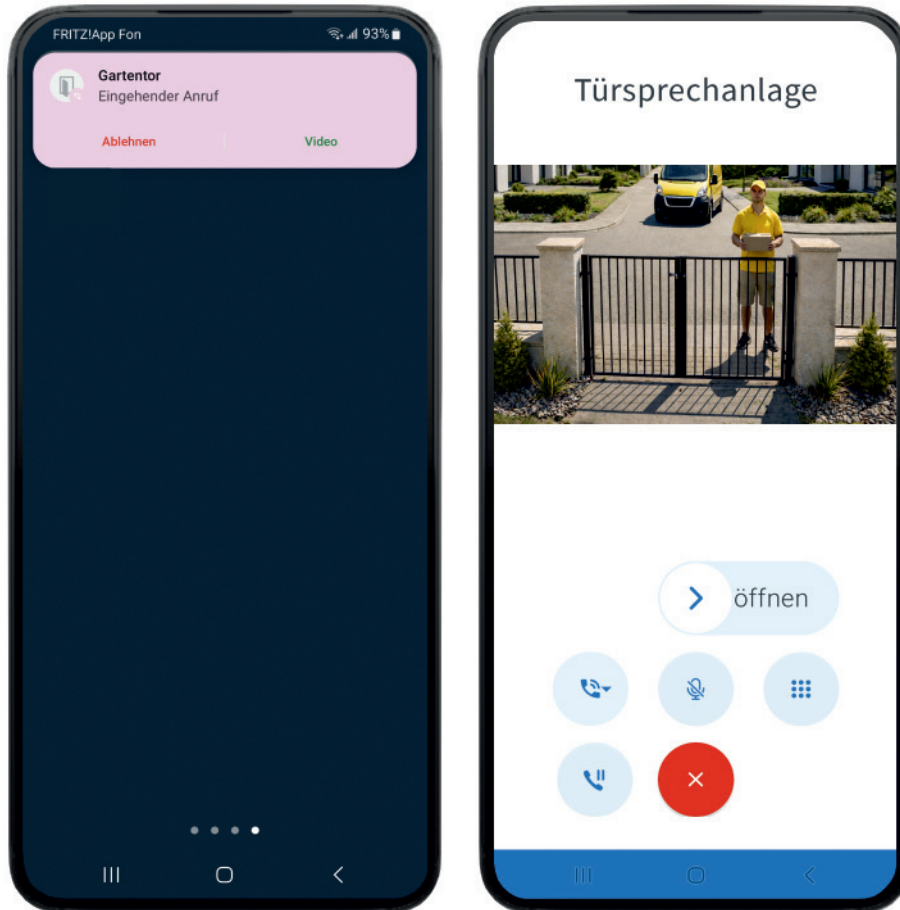 FRITZ!App Fon 93%
Gartentor
Eingehender Anruf
Ablehnen Video
Türsprechanlage
öffnen